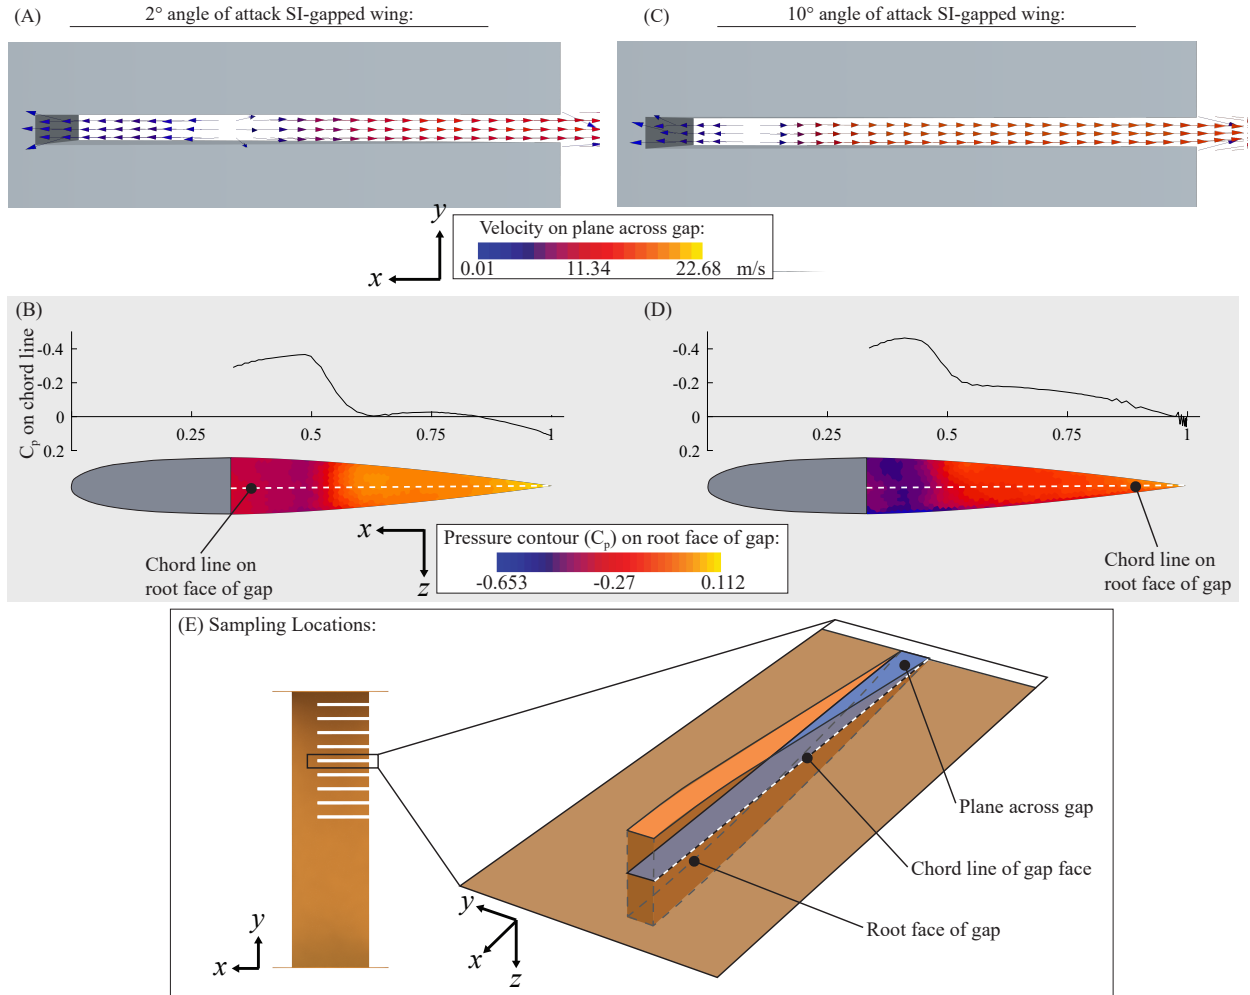 (A)
2° angle of attack SI-gapped wing:
(C)
10° angle of attack SI-gapped wing:
y
x
Velocity on plane across gap:
0.01 11.34 22.68 m/s
(B)
(D)
C_p on chord line
-0.4
-0.2
0
0.2
0.25 0.5 0.75 1
-0.4
-0.2
0
0.25 0.5 0.75 1
Chord line on
root face of gap
x
z
Pressure contour (C_p) on root face of gap:
-0.653 -0.27 0.112
Chord line on
root face of gap
(E) Sampling Locations:
Plane across gap
Chord line of gap face
Root face of gap
y
x
y
x
z